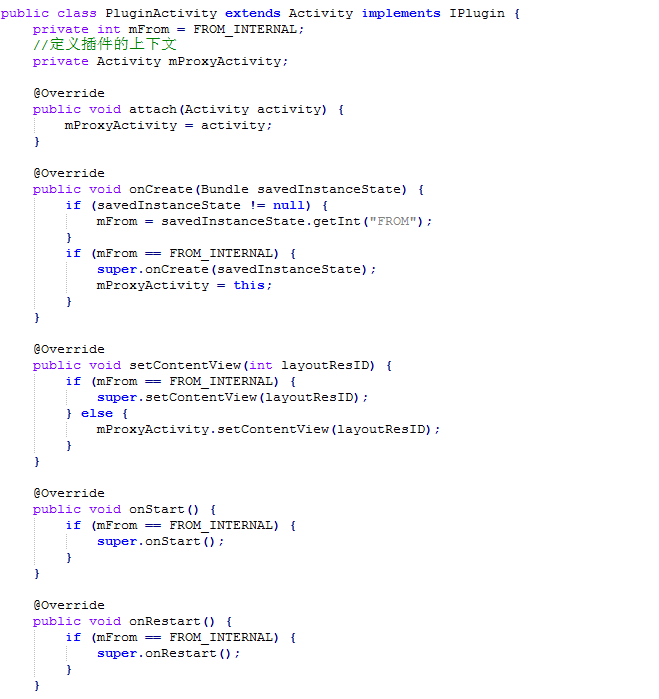 public class PluginActivity extends Activity implements IPlugin {
    private int mFrom = FROM_INTERNAL;
    //定义插件的上下文
    private Activity mProxyActivity;

    @Override
    public void attach(Activity activity) {
        mProxyActivity = activity;
    }

    @Override
    public void onCreate(Bundle savedInstanceState) {
        if (savedInstanceState != null) {
            mFrom = savedInstanceState.getInt("FROM");
        }
        if (mFrom == FROM_INTERNAL) {
            super.onCreate(savedInstanceState);
            mProxyActivity = this;
        }
    }

    @Override
    public void setContentView(int layoutResID) {
        if (mFrom == FROM_INTERNAL) {
            super.setContentView(layoutResID);
        } else {
            mProxyActivity.setContentView(layoutResID);
        }
    }

    @Override
    public void onStart() {
        if (mFrom == FROM_INTERNAL) {
            super.onStart();
        }
    }

    @Override
    public void onRestart() {
        if (mFrom == FROM_INTERNAL) {
            super.onRestart();
        }
    }